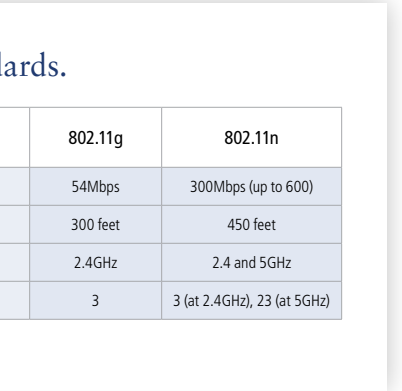 dards.
802.11g 802.11n
54Mbps 300Mbps (up to 600)
300 feet 450 feet
2.4GHz 2.4 and 5GHz
3 3 (at 2.4GHz), 23 (at 5GHz)